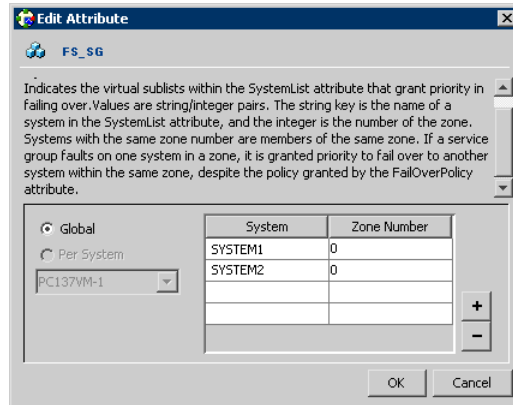 Edit Attribute
FS_SG
Indicates the virtual sublists within the SystemList attribute that grant priority in
failing over.Values are string/integer pairs. The string key is the name of a
system in the SystemList attribute, and the integer is the number of the zone.
Systems with the same zone number are members of the same zone. If a service
group faults on one system in a zone, it is granted priority to fail over to another
system within the same zone, despite the policy granted by the FailOverPolicy
attribute.
Global
Per System
PC137VM-1
System Zone Number
SYSTEM1 0
SYSTEM2 0
+
-
OK Cancel